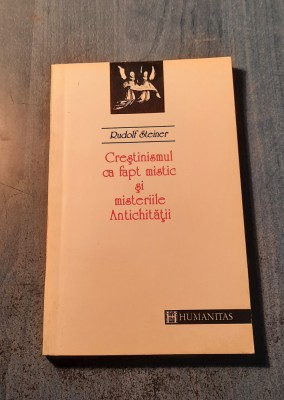 Rudolf Steiner
Creştinismul
ca fapt mistic
şi
misteriile
Antichităţii
HUMANITAS